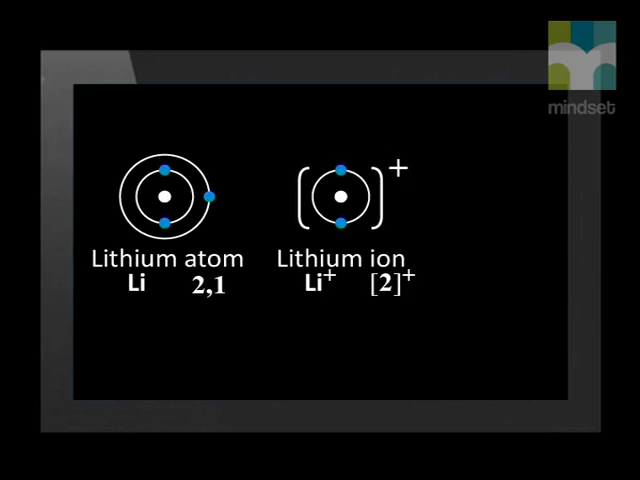 mindset
+
Lithium atom Lithium ion
Li 2,1 Li⁺ [2]⁺